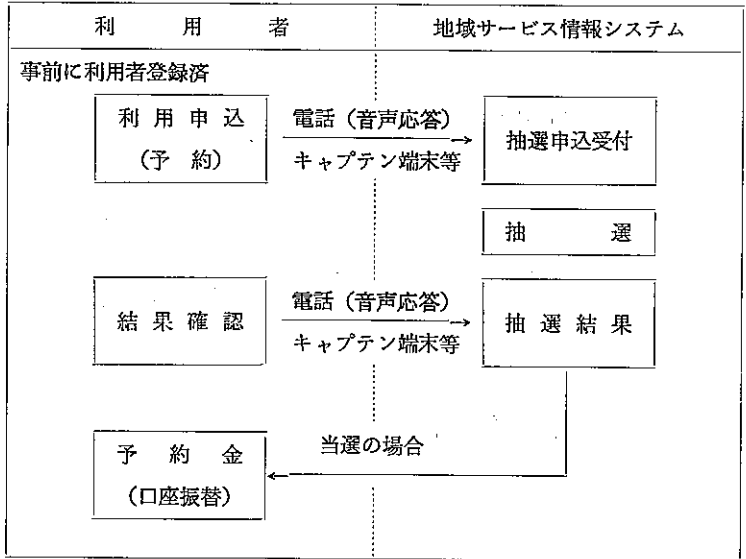 利用者
地域サービス情報システム
事前に利用者登録済
利用申込
(予約)
電話(音声応答)
キャプテン端末等
抽選申込受付
抽選
結果確認
電話(音声応答)
キャプテン端末等
抽選結果
当選の場合
予約金
(口座振替)